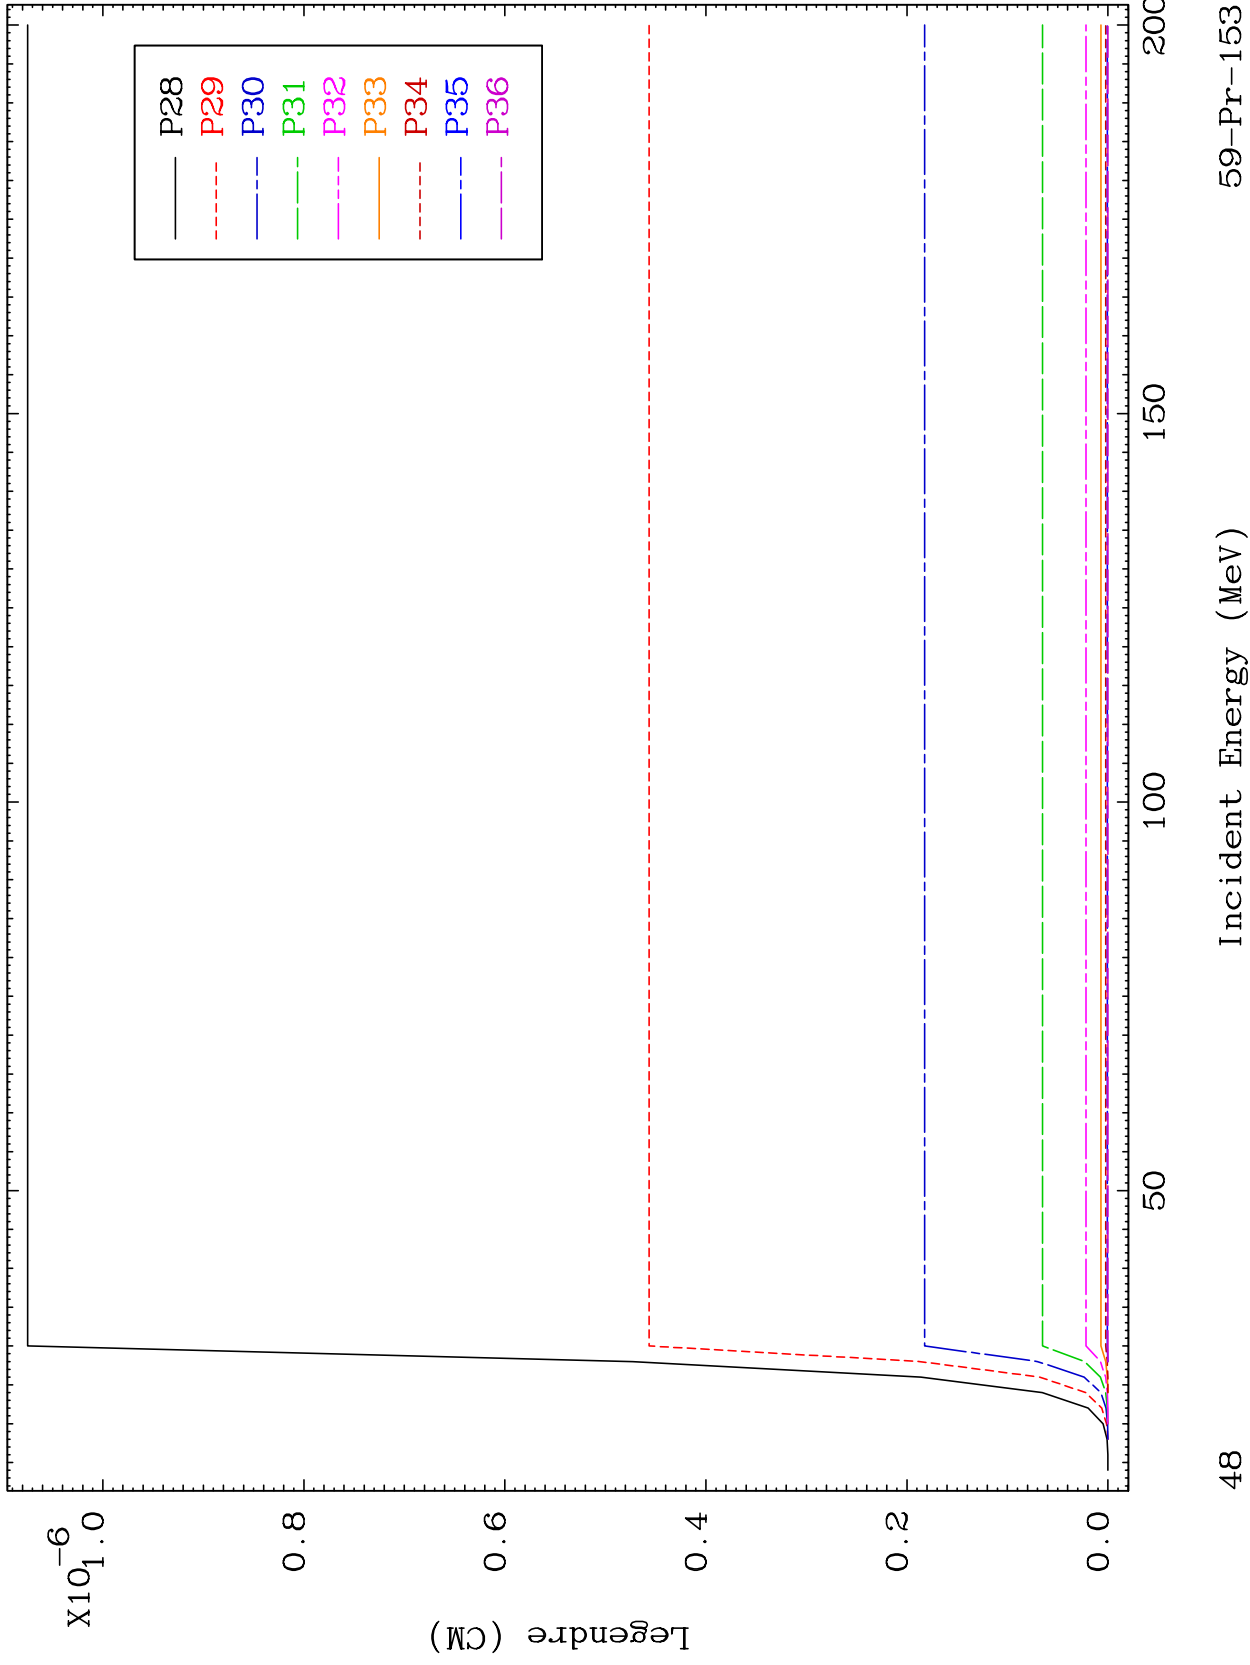 X10-6
1.0
0.8
0.6
0.4
0.2
0.0
Legendre (CM)
P28
P29
P30
P31
P32
P33
P34
P35
P36
50
100
150
200
48
Incident Energy (MeV)
59-Pr-153